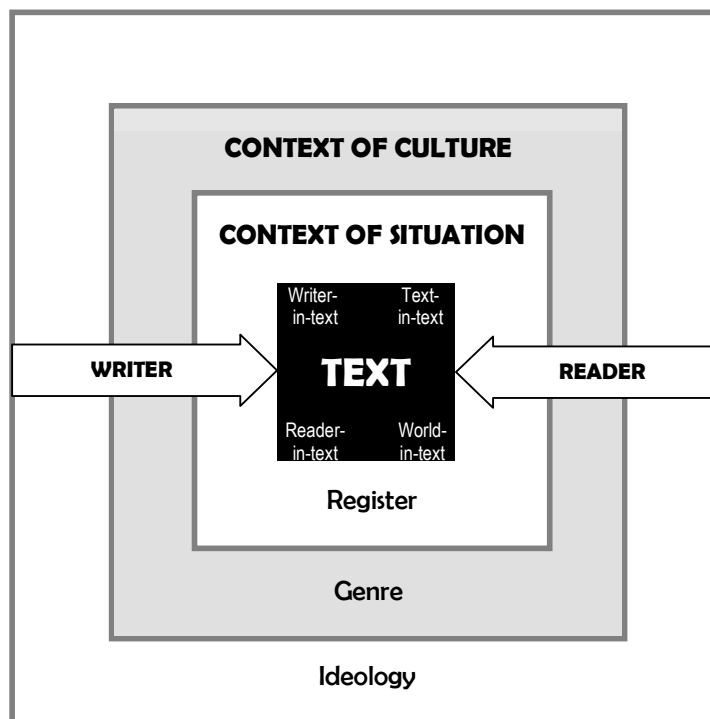 CONTEXT OF CULTURE
CONTEXT OF SITUATION
Writer-
in-text
Text-
in-text
WRITER
TEXT
READER
Reader-
in-text
World-
in-text
Register
Genre
Ideology